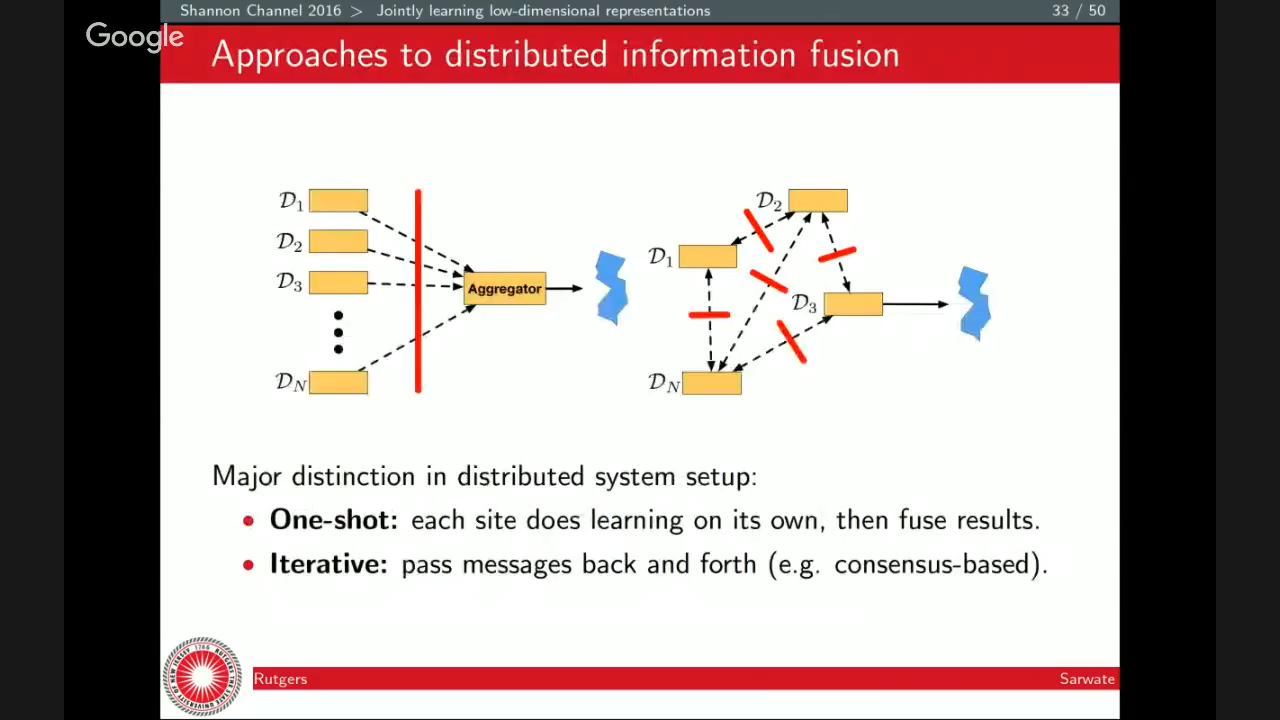 Shannon Channel 2016 > Jointly learning low-dimensional representations 33 / 50
Google
Approaches to distributed information fusion
D1
D2
D3
DN
Aggregator
D2
D1
D3
DN
Major distinction in distributed system setup:
• One-shot: each site does learning on its own, then fuse results.
• Iterative: pass messages back and forth (e.g. consensus-based).
Rutgers Sarwate